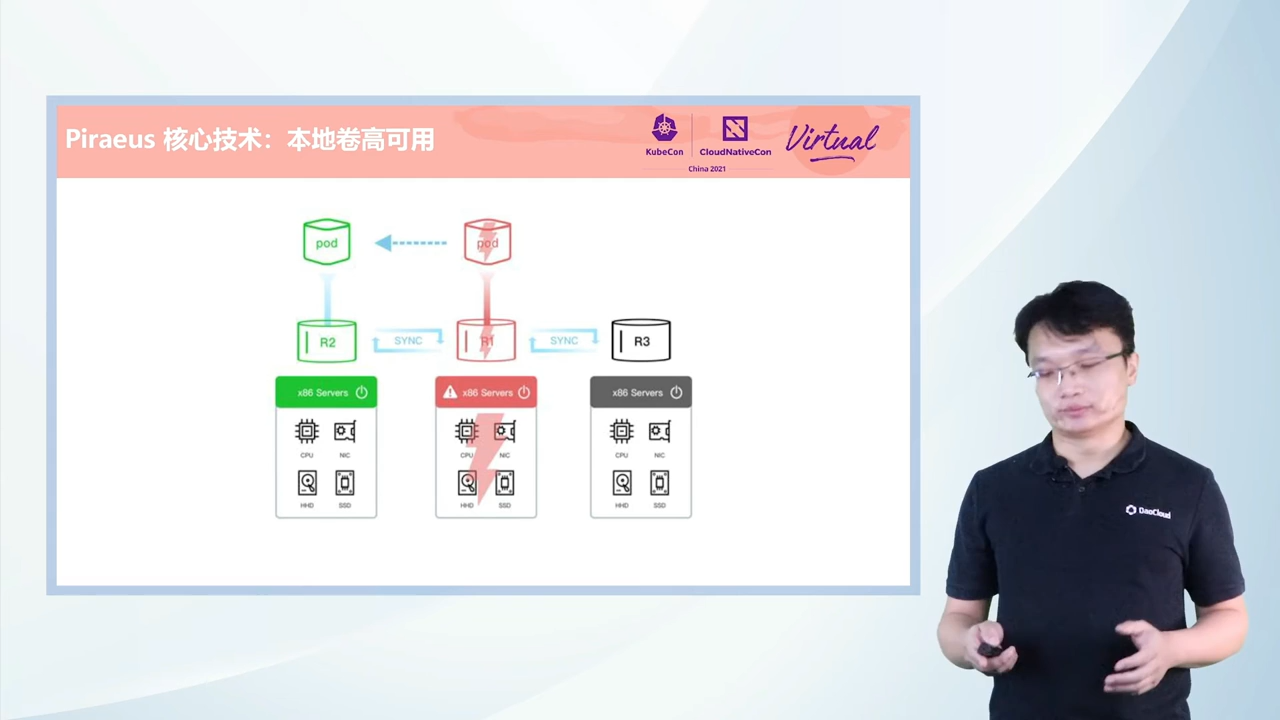 Piraeus 核心技术：本地卷高可用
KubeCon
CloudNativeCon
Virtual
China 2021
pod
pod
R2
SYNC
R1
SYNC
R3
x86 Servers
x86 Servers
x86 Servers
CPU
NIC
CPU
NIC
CPU
NIC
HHD
SSD
HHD
SSD
HHD
SSD
DaoCloud